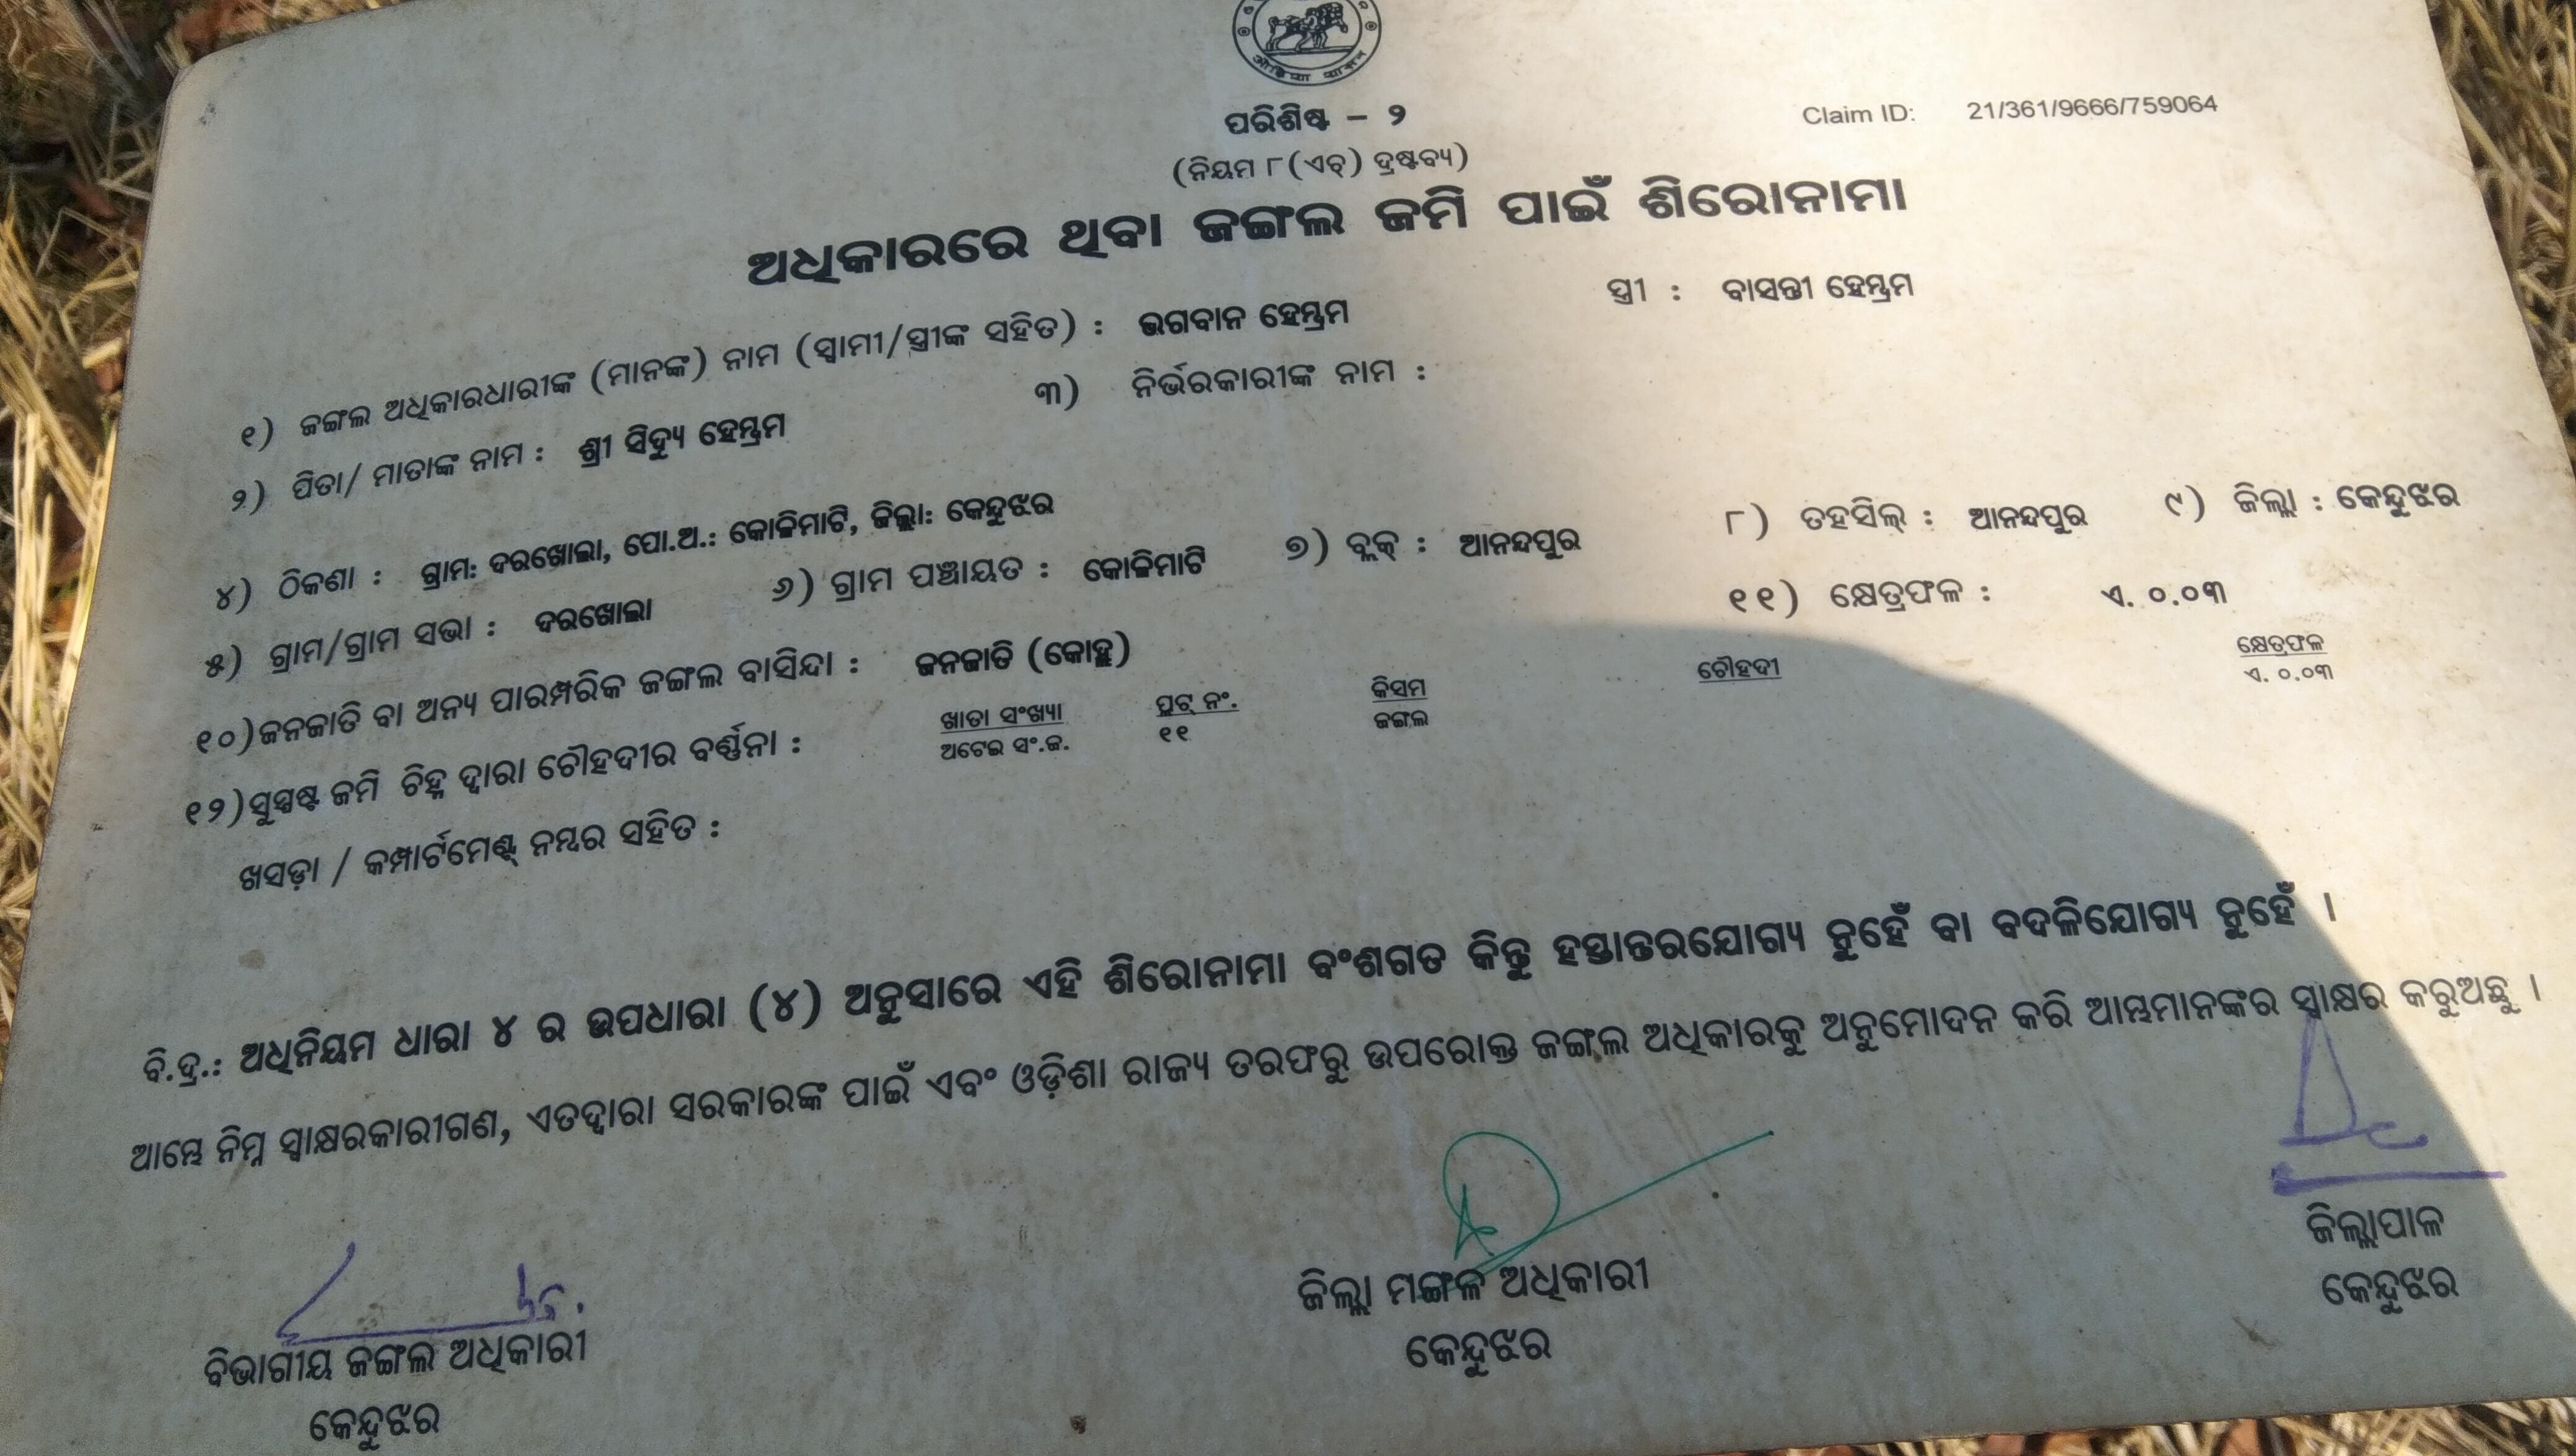 ପରିଶିଷ୍ଟ – ୨
Claim ID: 21/361/9666/759064
(ନିୟମ ୮(ଏଚ୍) ଦ୍ରଷ୍ଟବ୍ୟ)
ଅଧିକାରରେ ଥିବା ଜଙ୍ଗଲ ଜମି ପାଇଁ ଶିରୋନାମା
୧) ଜଙ୍ଗଲ ଅଧିକାରଧାରୀଙ୍କ (ମାନଙ୍କ) ନାମ (ସ୍ୱାମୀ/ସ୍ତ୍ରୀଙ୍କ ସହିତ) : ଭଗବାନ ହେମ୍ବ୍ରମ ସ୍ତ୍ରୀ : ବାସନ୍ତୀ ହେମ୍ବ୍ରମ
୨) ପିତା/ ମାତାଙ୍କ ନାମ : ଶ୍ରୀ ସିଦ୍ୟୁ ହେମ୍ବ୍ରମ ୩) ନିର୍ଭରକାରୀଙ୍କ ନାମ :
୪) ଠିକଣା : ଗ୍ରାମ: ଦରଖୋଲା, ପୋ.ଅ.: କୋଳିମାଟି, ଜିଲ୍ଲା: କେନ୍ଦୁଝର
୫) ଗ୍ରାମ/ଗ୍ରାମ ସଭା : ଦରଖୋଲା ୬) ଗ୍ରାମ ପଞ୍ଚାୟତ : କୋଳିମାଟି ୭) ବ୍ଲକ୍ : ଆନନ୍ଦପୁର ୮) ତହସିଲ୍ : ଆନନ୍ଦପୁର ୯) ଜିଲ୍ଲା : କେନ୍ଦୁଝର
୧୦)ଜନଜାତି ବା ଅନ୍ୟ ପାରମ୍ପରିକ ଜଙ୍ଗଲ ବାସିନ୍ଦା : ଜନଜାତି (କୋହ୍ଲ) ୧୧) କ୍ଷେତ୍ରଫଳ : ଏ. ୦.୦୩
୧୨)ସୁସ୍ପଷ୍ଟ ଜମି ଚିହ୍ନ ଦ୍ୱାରା ଚୌହଦୀର ବର୍ଣ୍ଣନା : ଖାତା ସଂଖ୍ୟା ପ୍ଲଟ୍ ନଂ. କିସମ ଚୌହଦୀ କ୍ଷେତ୍ରଫଳ
ଅଟେଇ ସଂ.ଜ. ୧୧ ଜଙ୍ଗଲ ଏ. ୦.୦୩
ଖସଡ଼ା / କମ୍ପାର୍ଟମେଣ୍ଟ୍ ନମ୍ବର ସହିତ :
ବି.ଦ୍ର.: ଅଧିନିୟମ ଧାରା ୪ ର ଉପଧାରା (୪) ଅନୁସାରେ ଏହି ଶିରୋନାମା ବଂଶଗତ କିନ୍ତୁ ହସ୍ତାନ୍ତରଯୋଗ୍ୟ ନୁହେଁ ବା ବଦଳିଯୋଗ୍ୟ ନୁହେଁ ।
ଆମ୍ଭେ ନିମ୍ନ ସ୍ୱାକ୍ଷରକାରୀଗଣ, ଏତଦ୍ୱାରା ସରକାରଙ୍କ ପାଇଁ ଏବଂ ଓଡ଼ିଶା ରାଜ୍ୟ ତରଫରୁ ଉପରୋକ୍ତ ଜଙ୍ଗଲ ଅଧିକାରକୁ ଅନୁମୋଦନ କରି ଆମ୍ଭମାନଙ୍କର ସ୍ୱାକ୍ଷର କରୁଅଛୁ ।
ବିଭାଗୀୟ ଜଙ୍ଗଲ ଅଧିକାରୀ
କେନ୍ଦୁଝର
ଜିଲ୍ଲା ମଙ୍ଗଳ ଅଧିକାରୀ
କେନ୍ଦୁଝର
ଜିଲ୍ଲାପାଳ
କେନ୍ଦୁଝର